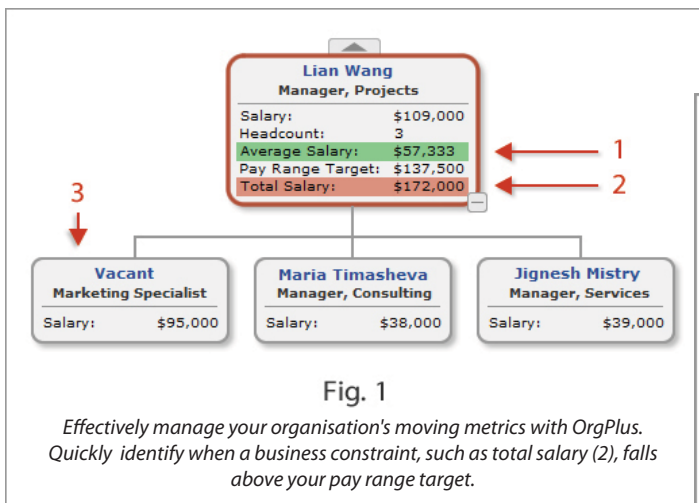 Lian Wang
Manager, Projects
Salary: $109,000
Headcount: 3
Average Salary: $57,333
Pay Range Target: $137,500
Total Salary: $172,000
1
2
3
Vacant
Marketing Specialist
Salary: $95,000
Maria Timasheva
Manager, Consulting
Salary: $38,000
Jignesh Mistry
Manager, Services
Salary: $39,000
Fig. 1
Effectively manage your organisation's moving metrics with OrgPlus.
Quickly identify when a business constraint, such as total salary (2), falls
above your pay range target.